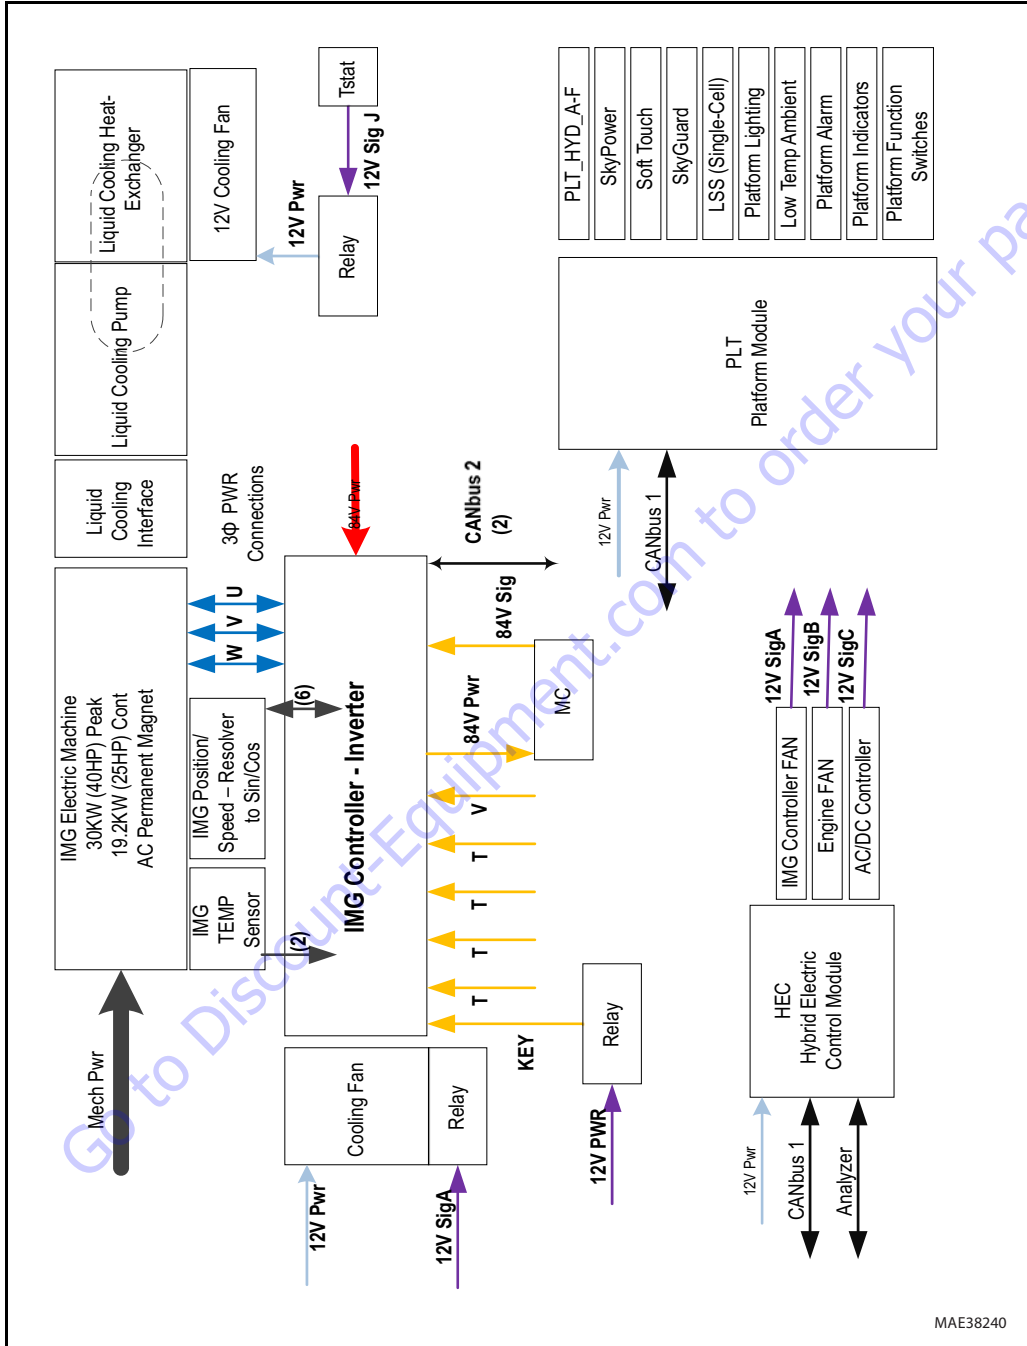 Mech Pwr
IMG Electric Machine
30KW (40HP) Peak
19.2KW (25HP) Cont
AC Permanent Magnet
Liquid
Cooling
Interface
Liquid Cooling Pump
Liquid Cooling Heat-
Exchanger
IMG
TEMP
Sensor
IMG Position/
Speed – Resolver
to Sin/Cos
W
V
U
3Φ PWR
Connections
12V Cooling Fan
(2)
(6)
12V Pwr
Relay
12V Sig J
Tstat
12V Pwr
Cooling Fan
IMG Controller - Inverter
84V Pwr
12V SigA
Relay
KEY
T
T
T
T
V
84V Pwr
84V Sig
CANbus 2
(2)
MC
12V PWR
Relay
PLT_HYD_A-F
SkyPower
Soft Touch
SkyGuard
LSS (Single-Cell)
Platform Lighting
Low Temp Ambient
Platform Alarm
Platform Indicators
Platform Function
Switches
12V Pwr
CANbus 1
PLT
Platform Module
12V Pwr
CANbus 1
Analyzer
HEC
Hybrid Electric
Control Module
IMG Controller FAN
Engine FAN
AC/DC Controller
12V SigA
12V SigB
12V SigC
Go to Discount-Equipment.com to order your pa
MAE38240